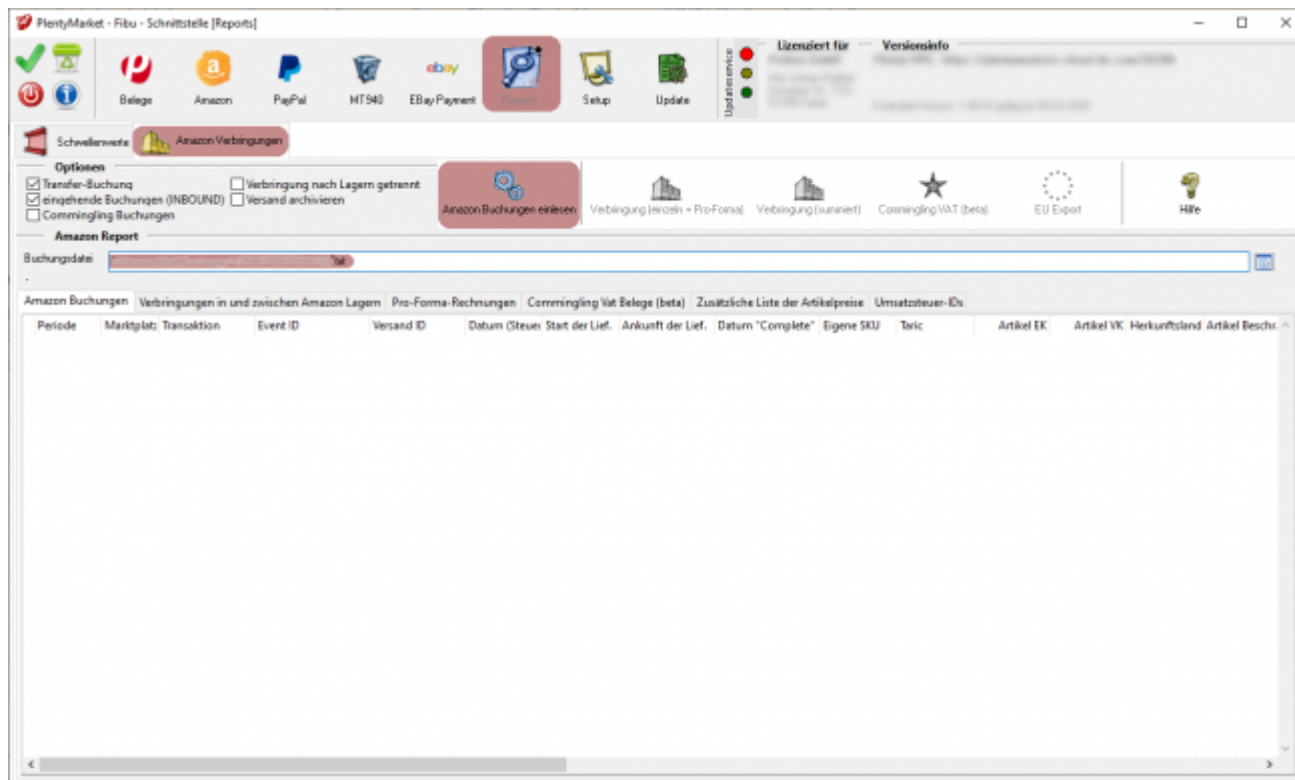 PlentyMarket - Fibu - Schnittstelle [Reports]
Updateservice
Lizenziert für
Versionsinfo
Belege
Amazon
PayPal
MT940
EBay Payment
Reports
Setup
Update
Schwellenwerte
Amazon Verbringungen
Optionen
Transfer-Buchung
Verbringung nach Lagern getrennt
eingehende Buchungen (INBOUND)
Versand archivieren
Commingling Buchungen
Amazon Buchungen einlesen
Verbringung (einzeln + Pro-Forma)
Verbringung (summiert)
Commingling VAT (beta)
EU Export
Hilfe
Amazon Report
Buchungsdatei
Amazon Buchungen
Verbringungen in und zwischen Amazon Lagern
Pro-Forma-Rechnungen
Commingling Vat Belege (beta)
Zusätzliche Liste der Artikelpreise
Umsatzsteuer-IDs
Periode
Marktplatz
Transaktion
Event ID
Versand ID
Datum (Steuer
Start der Lief.
Ankunft der Lief.
Datum "Complete"
Eigene SKU
Taric
Artikel EK
Artikel VK
Herkunftsland
Artikel Beschr.